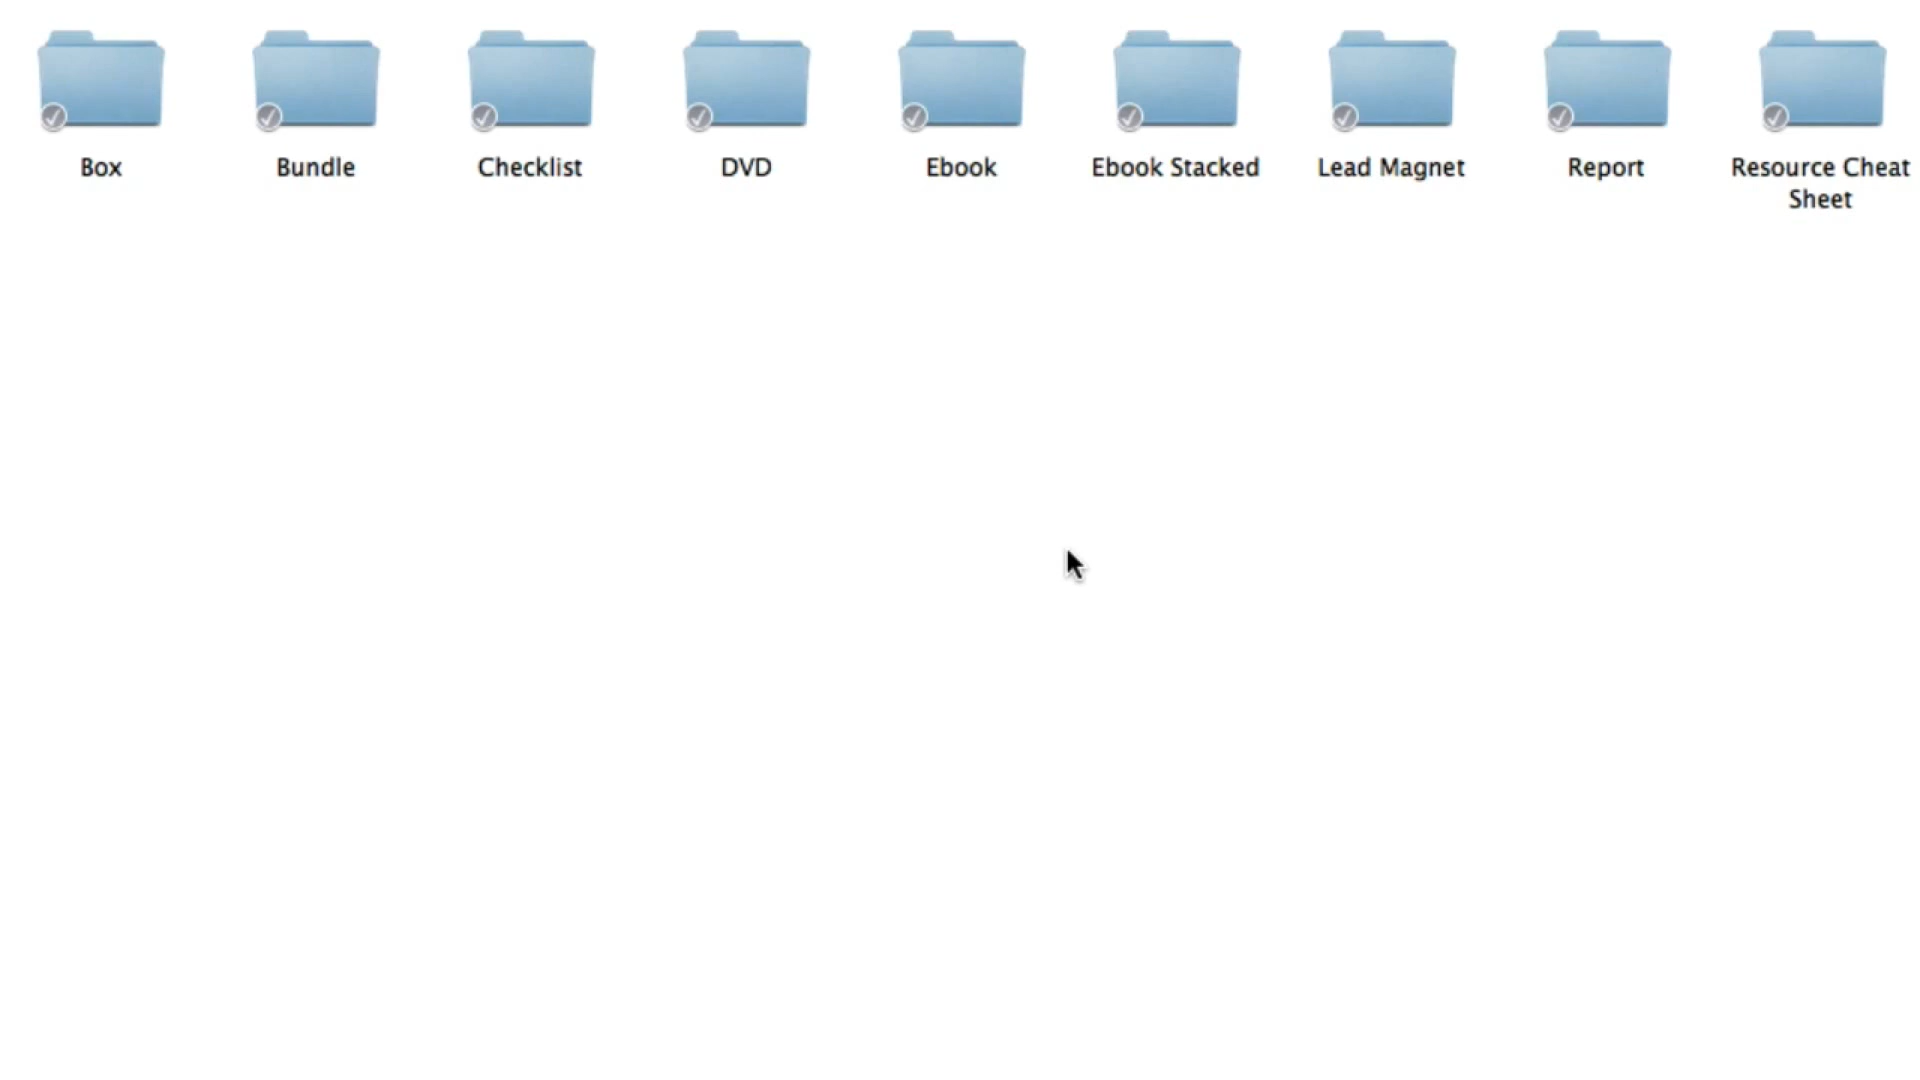 Box
Bundle
Checklist
DVD
Ebook
Ebook Stacked
Lead Magnet
Report
Resource Cheat
Sheet